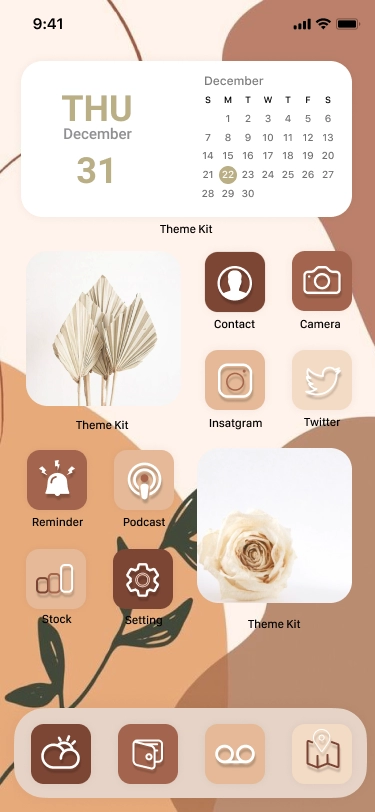 9:41
THU
December
31
December
S M T W T F S
1 2 3 4 5 6
7 8 9 10 11 12 13
14 15 16 17 18 19 20
21 22 23 24 25 26 27
28 29 30
Theme Kit
Contact
Camera
Theme Kit
Insatgram
Twitter
Reminder
Podcast
Stock
Setting
Theme Kit